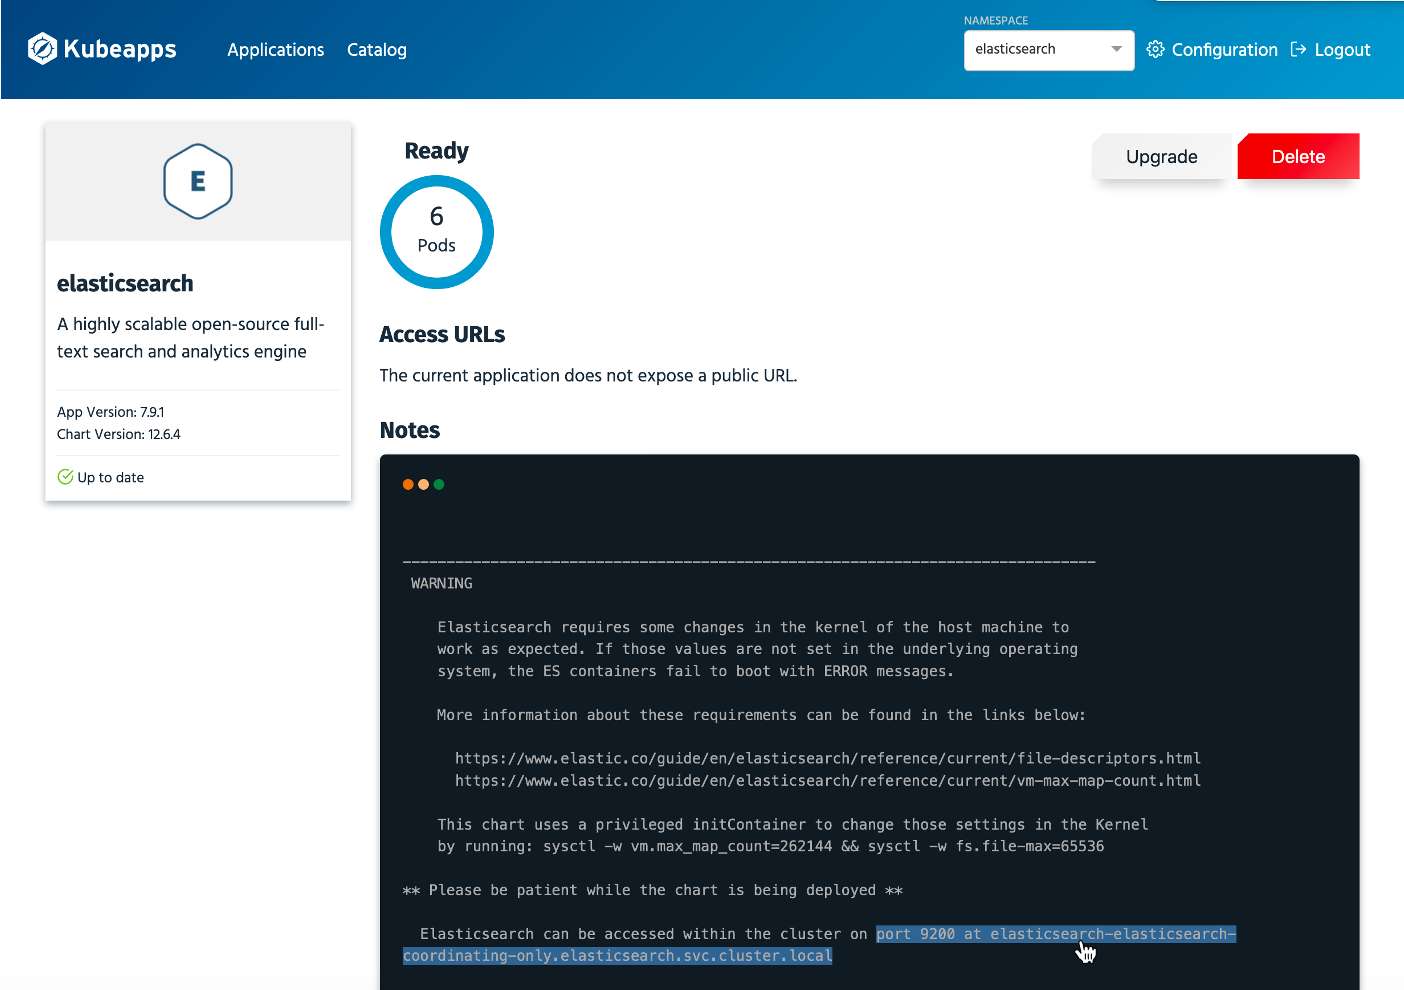 Kubeapps
Applications
Catalog
NAMESPACE
elasticsearch
Configuration
Logout
E
elasticsearch
A highly scalable open-source full-
text search and analytics engine
App Version: 7.9.1
Chart Version: 12.6.4
Up to date
Ready
6
Pods
Upgrade
Delete
Access URLs
The current application does not expose a public URL.
Notes
-------------------------------------------------------------------------------
WARNING
Elasticsearch requires some changes in the kernel of the host machine to
work as expected. If those values are not set in the underlying operating
system, the ES containers fail to boot with ERROR messages.
More information about these requirements can be found in the links below:
https://www.elastic.co/guide/en/elasticsearch/reference/current/file-descriptors.html
https://www.elastic.co/guide/en/elasticsearch/reference/current/vm-max-map-count.html
This chart uses a privileged initContainer to change those settings in the Kernel
by running: sysctl -w vm.max_map_count=262144 && sysctl -w fs.file-max=65536
** Please be patient while the chart is being deployed **
Elasticsearch can be accessed within the cluster on port 9200 at elasticsearch-elasticsearch-
coordinating-only.elasticsearch.svc.cluster.local